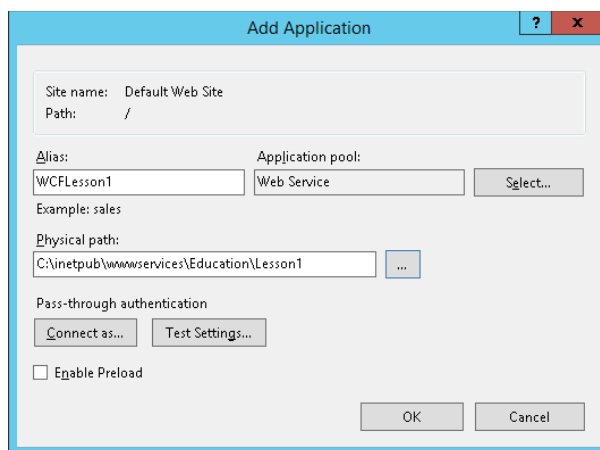 Add Application
?
x
Site name: Default Web Site
Path: /
Alias:
Application pool:
WCFLesson1
Web Service
Select...
Example: sales
Physical path:
C:\inetpub\wwwservices\Education\Lesson1
...
Pass-through authentication
Connect as...
Test Settings...
Enable Preload
OK
Cancel